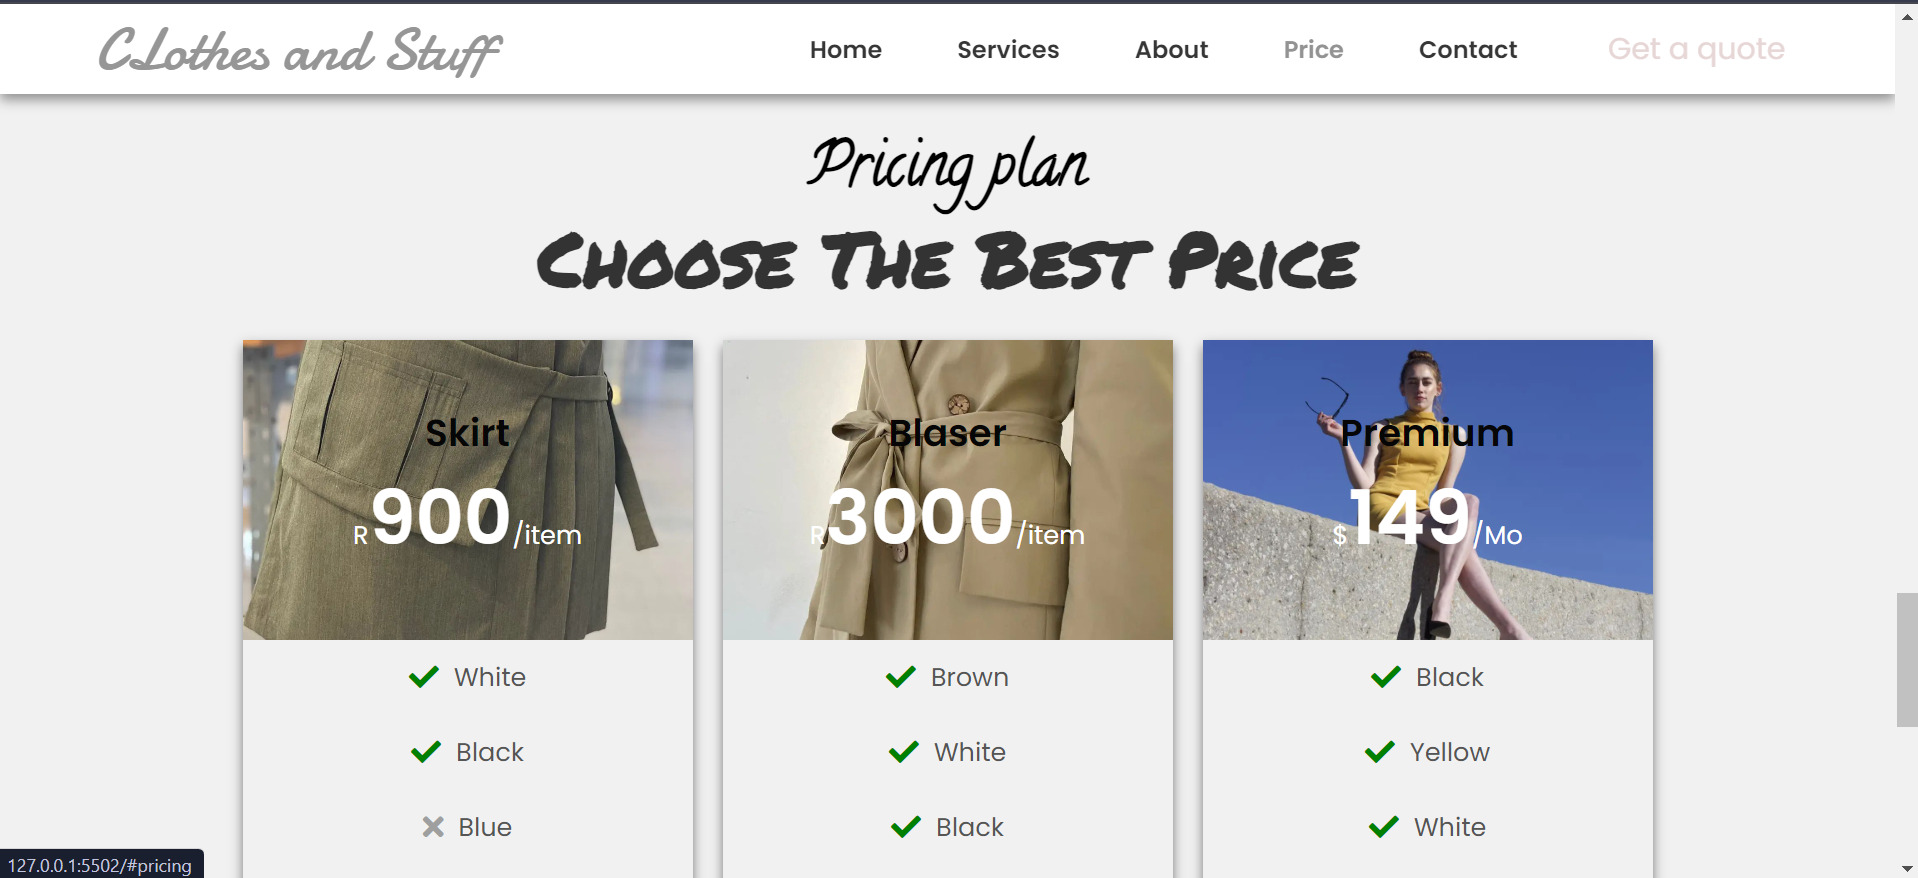 CLothes and Stuff
Home Services About Price Contact Get a quote
Pricing plan
Choose The Best Price
Skirt Blaser Premium
R900/item R3000/item $149/Mo
White Brown Black
Black White Yellow
Blue Black White
127.0.0.1:5502/#pricing